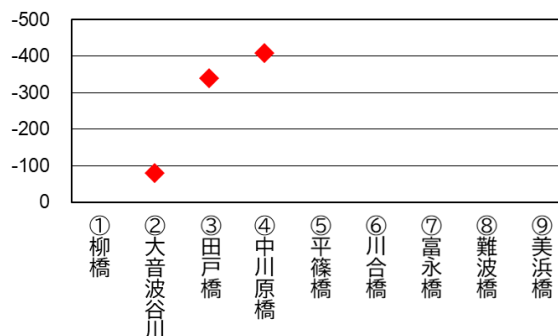 -500
-400
-300
-200
-100
0
①柳橋
②大音波谷川
③田戸橋
④中川原橋
⑤平篠橋
⑥川合橋
⑦富永橋
⑧難波橋
⑨美浜橋